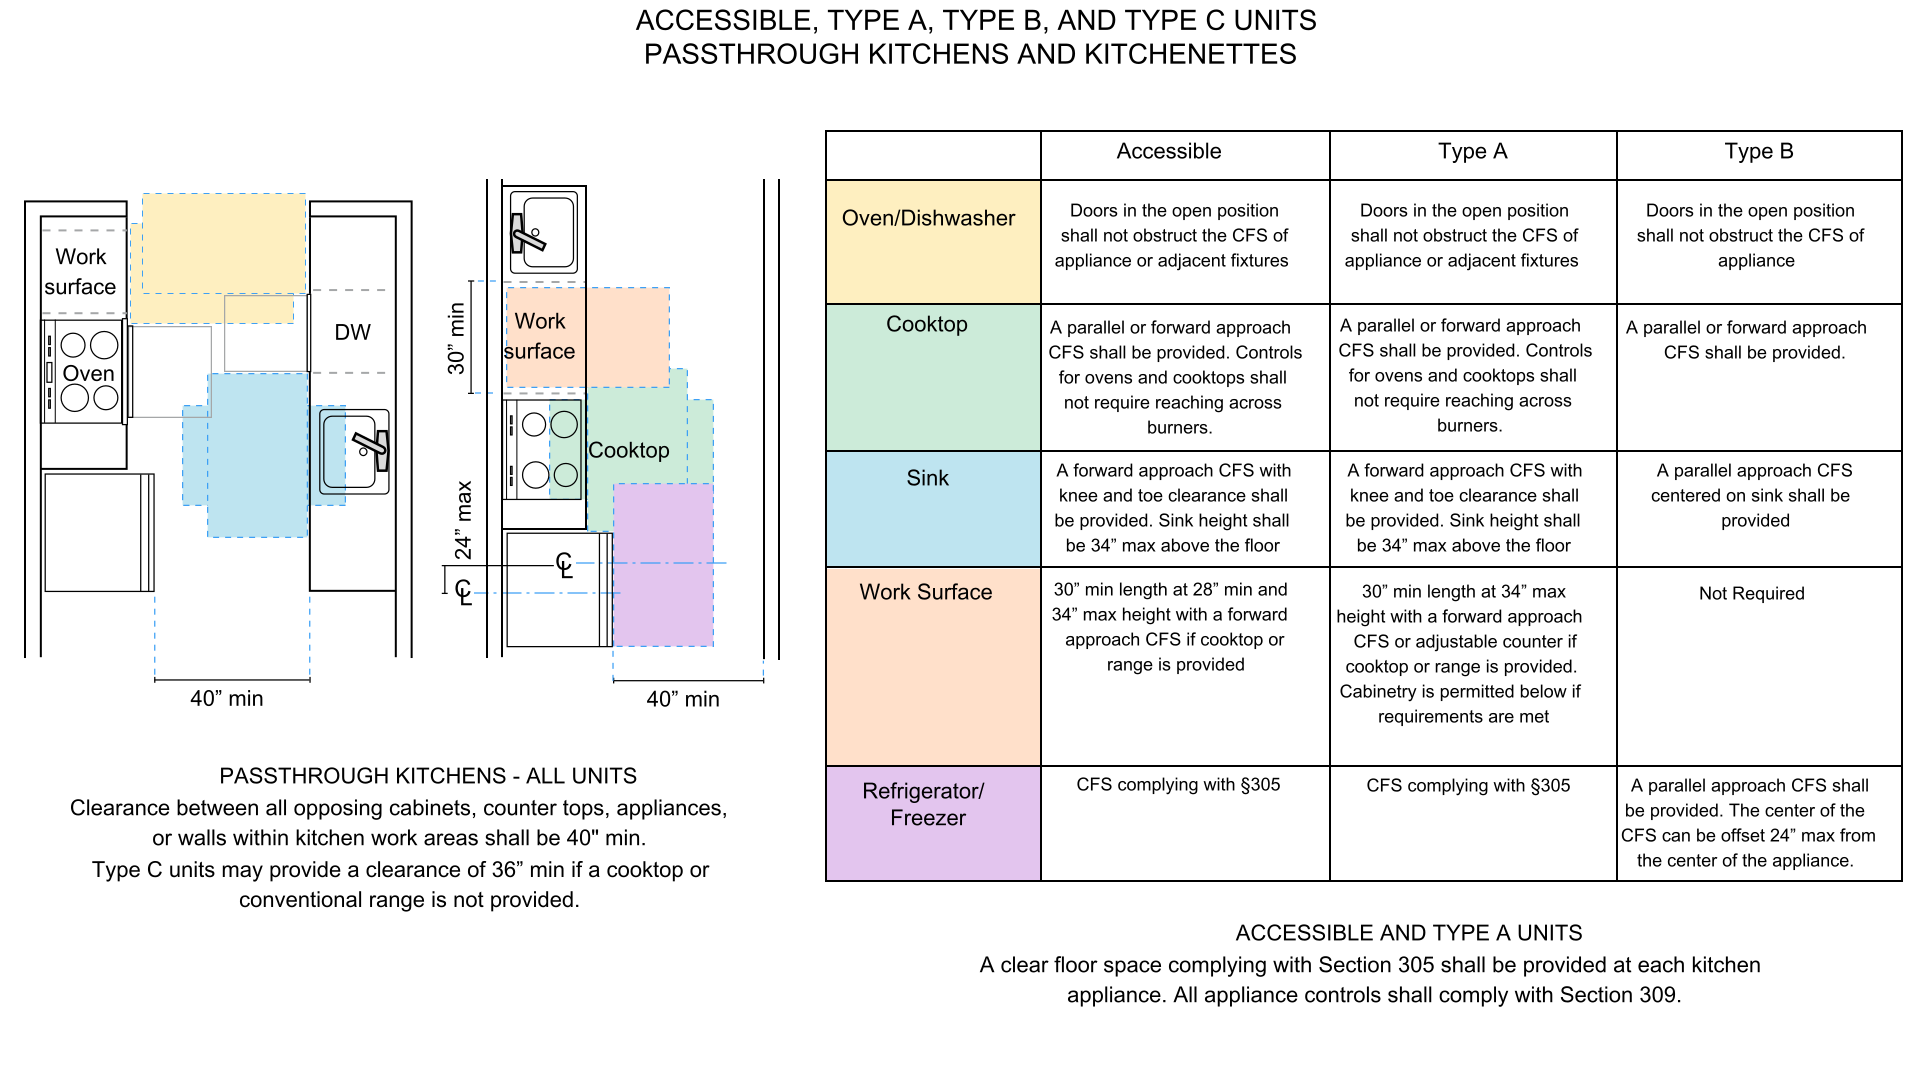 ACCESSIBLE, TYPE A, TYPE B, AND TYPE C UNITS
PASSTHROUGH KITCHENS AND KITCHENETTES
Work
surface
Oven
DW
40” min
30” min
24” max
Work
surface
Cooktop
℄
℄
40” min
PASSTHROUGH KITCHENS - ALL UNITS
Clearance between all opposing cabinets, counter tops, appliances,
or walls within kitchen work areas shall be 40" min.
Type C units may provide a clearance of 36” min if a cooktop or
conventional range is not provided.
Accessible
Type A
Type B
Oven/Dishwasher
Doors in the open position
shall not obstruct the CFS of
appliance or adjacent fixtures
Doors in the open position
shall not obstruct the CFS of
appliance or adjacent fixtures
Doors in the open position
shall not obstruct the CFS of
appliance
Cooktop
A parallel or forward approach
CFS shall be provided. Controls
for ovens and cooktops shall
not require reaching across
burners.
A parallel or forward approach
CFS shall be provided. Controls
for ovens and cooktops shall
not require reaching across
burners.
A parallel or forward approach
CFS shall be provided.
Sink
A forward approach CFS with
knee and toe clearance shall
be provided. Sink height shall
be 34” max above the floor
A forward approach CFS with
knee and toe clearance shall
be provided. Sink height shall
be 34” max above the floor
A parallel approach CFS
centered on sink shall be
provided
Work Surface
30” min length at 28” min and
34” max height with a forward
approach CFS if cooktop or
range is provided
30” min length at 34” max
height with a forward approach
CFS or adjustable counter if
cooktop or range is provided.
Cabinetry is permitted below if
requirements are met
Not Required
Refrigerator/
Freezer
CFS complying with §305
CFS complying with §305
A parallel approach CFS shall
be provided. The center of the
CFS can be offset 24” max from
the center of the appliance.
ACCESSIBLE AND TYPE A UNITS
A clear floor space complying with Section 305 shall be provided at each kitchen
appliance. All appliance controls shall comply with Section 309.